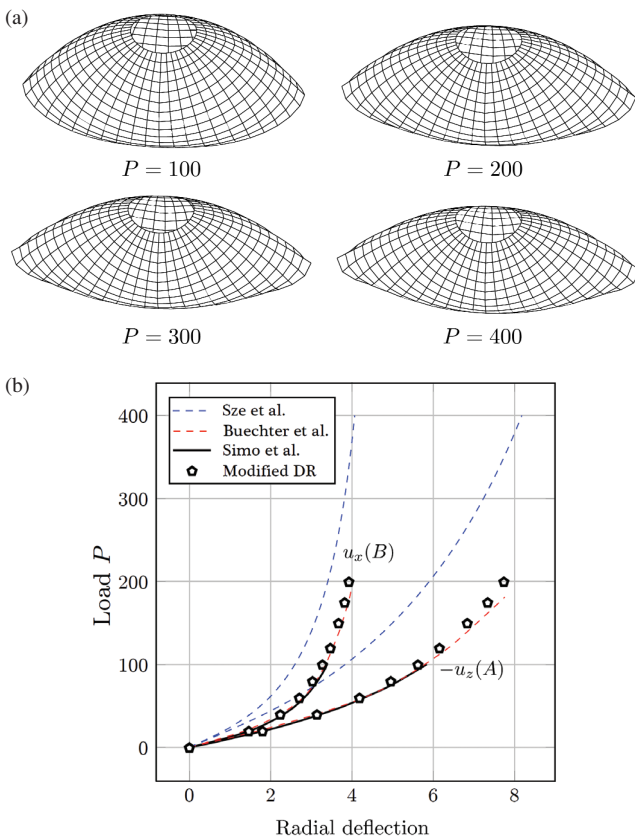 (a)
P = 100
P = 200
P = 300
P = 400
(b)
Sze et al.
Buechter et al.
Simo et al.
Modified DR
400
300
200
100
0
Load P
u_x(B)
−u_z(A)
0
2
4
6
8
Radial deflection